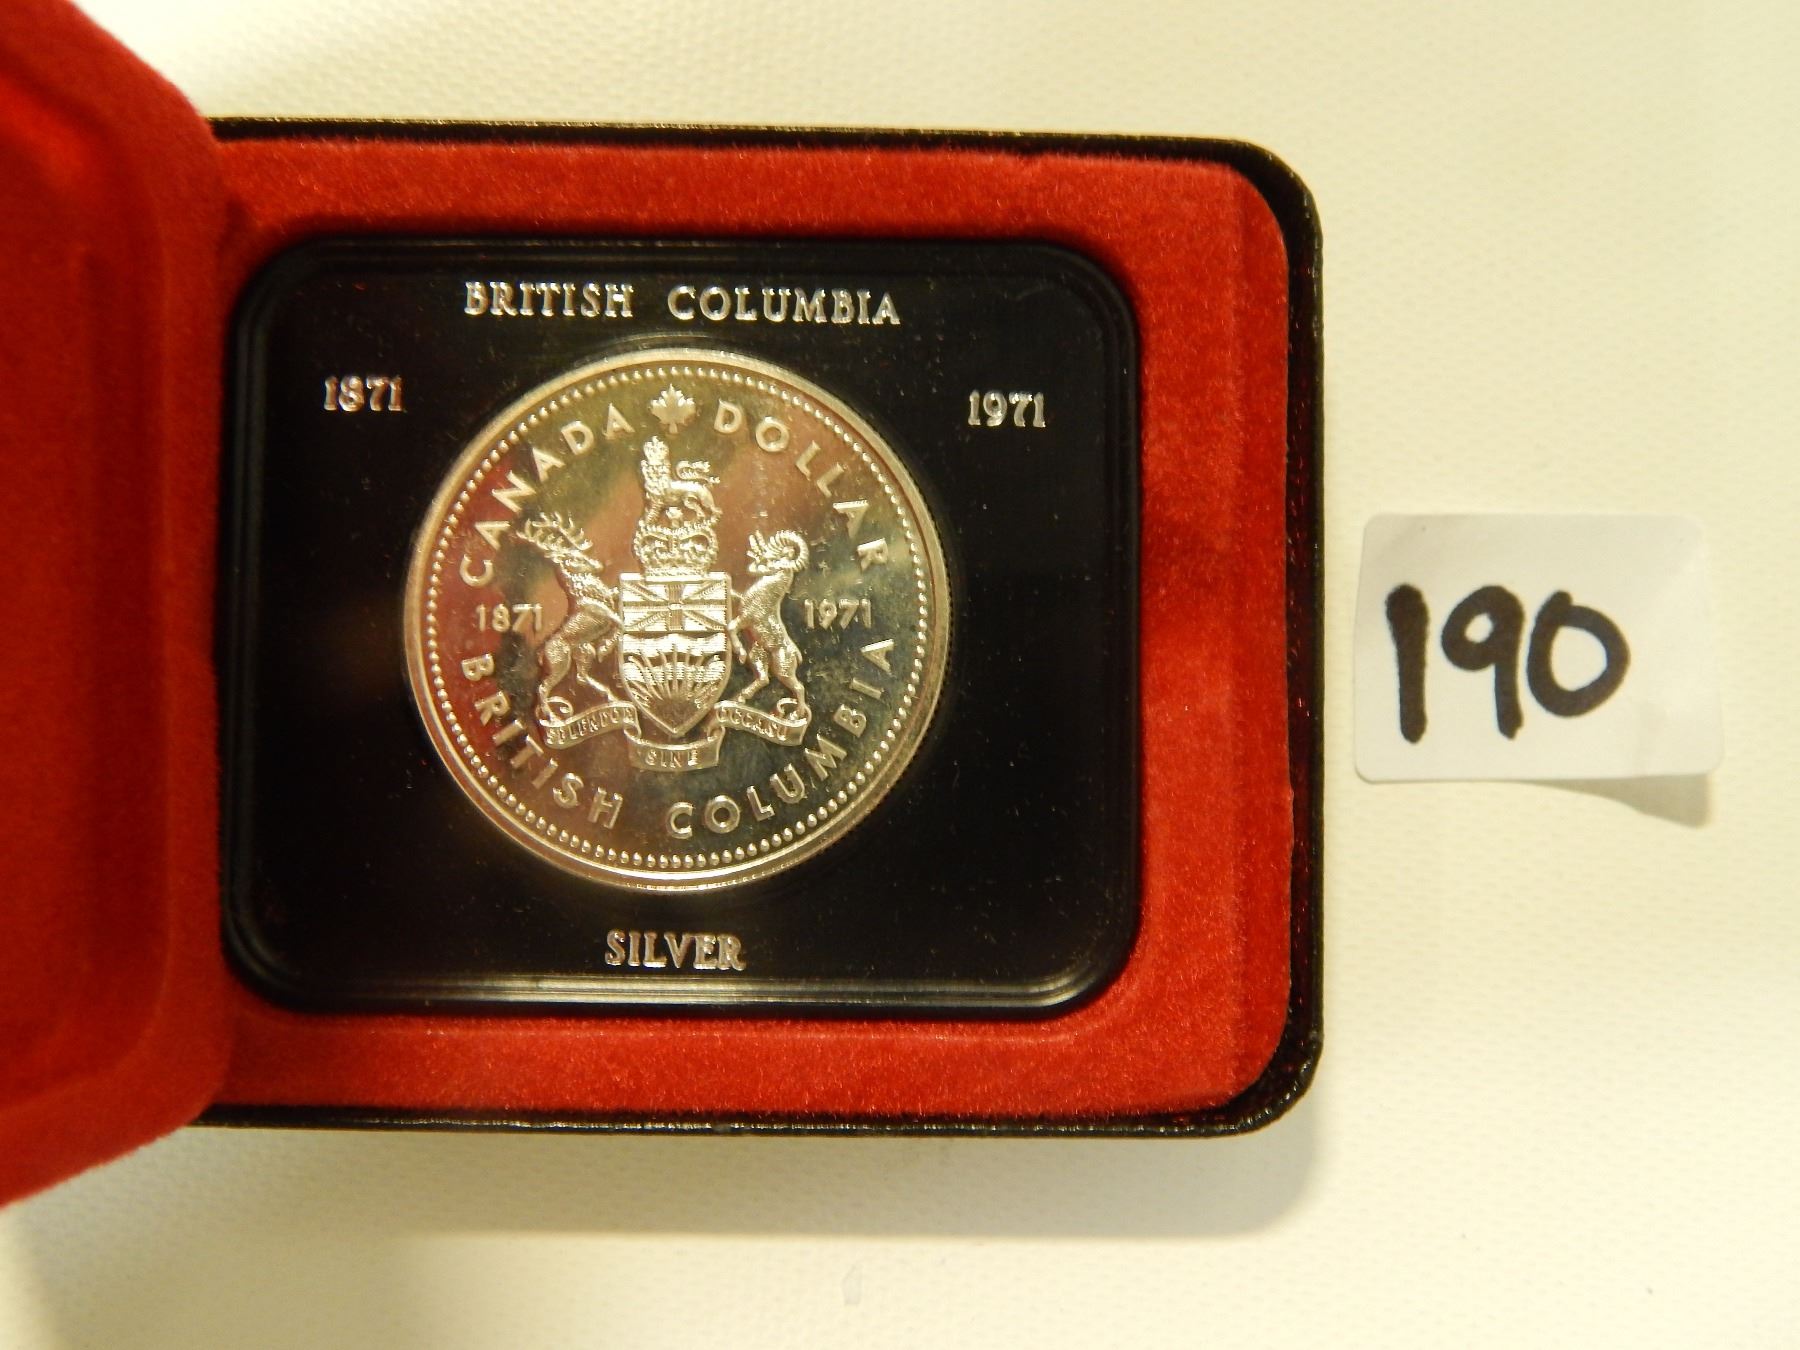 BRITISH COLUMBIA
1871 1971
CANADA DOLLAR
1871 1971
SPLENDOR SINE OCCASU
BRITISH COLUMBIA
SILVER
190